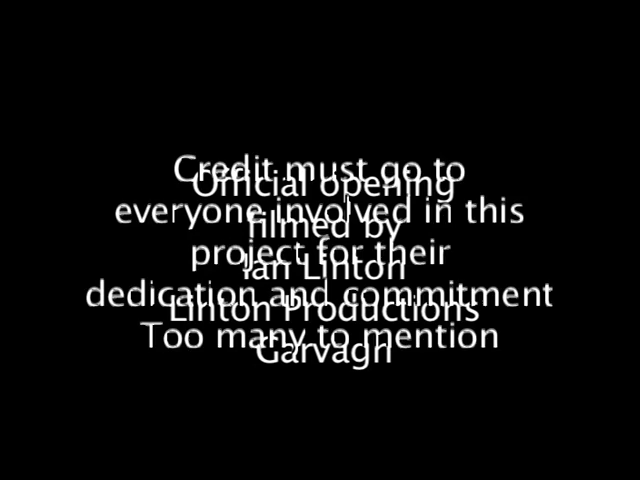 Credit must go to
everyone involved in this
project for their
dedication and commitment
Too many to mention
Official opening
filmed by
Ian Linton
Linton Productions
Garvagh